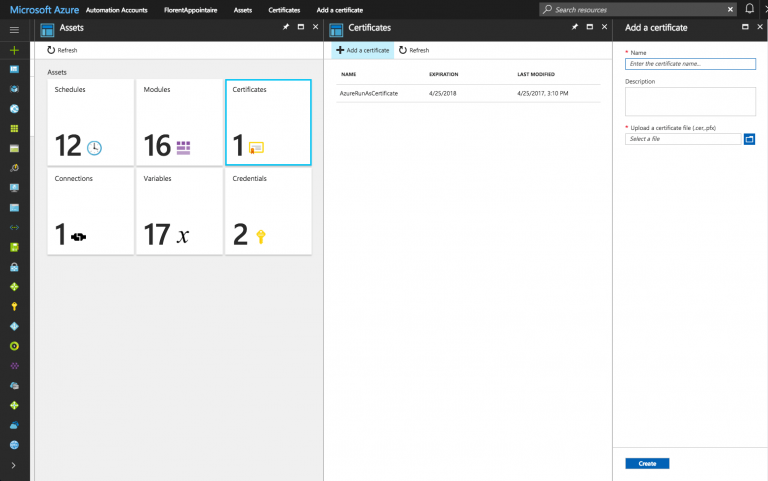 Microsoft Azure Automation Accounts FlorentAppointaire Assets Certificates Add a certificate Search resources
Assets
Refresh
Assets
Schedules
12
Modules
16
Certificates
1
Connections
1
Variables
17 x
Credentials
2
Certificates
Add a certificate Refresh
NAME EXPIRATION LAST MODIFIED
AzureRunAsCertificate 4/25/2018 4/25/2017, 3:10 PM
Add a certificate
* Name
Enter the certificate name...
Description
* Upload a certificate file (.cer,.pfx)
Select a file
Create